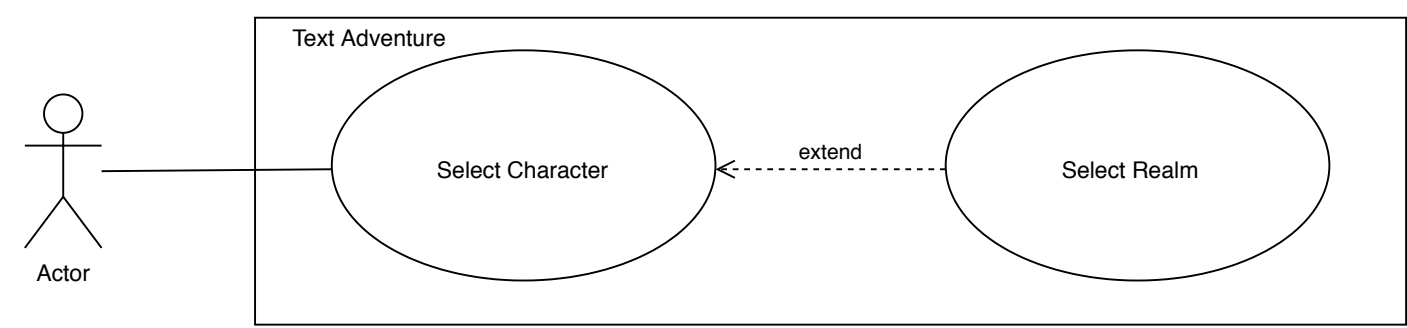 Text Adventure
Select Character
extend
Select Realm
Actor